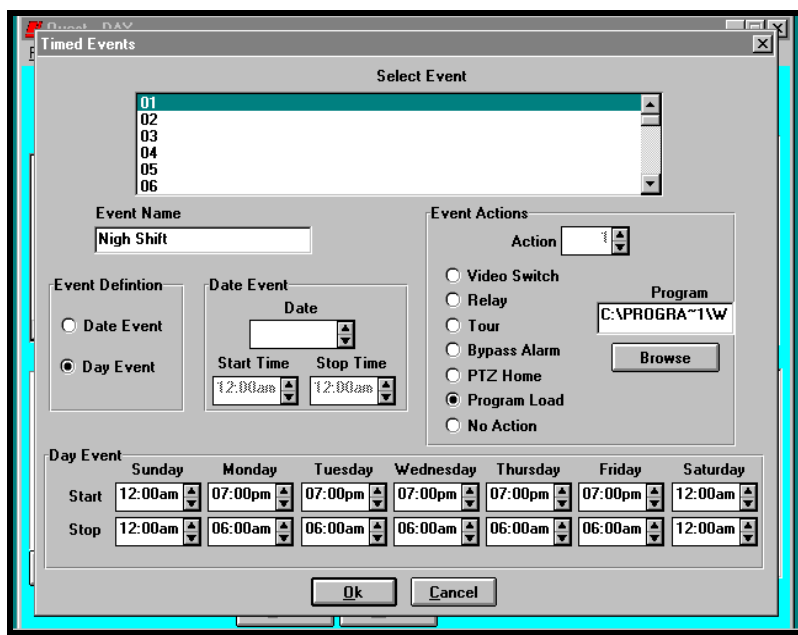 Quest - DAY
Timed Events
Select Event
01
02
03
04
05
06
Event Name
Nigh Shift
Event Defintion
Date Event
Day Event
Date Event
Date
Start Time Stop Time
12:00am 12:00am
Event Actions
Action 1
Video Switch
Relay
Tour
Bypass Alarm
PTZ Home
Program Load
No Action
Program
C:\PROGRA~1\W
Browse
Day Event
Sunday Monday Tuesday Wednesday Thursday Friday Saturday
Start 12:00am 07:00pm 07:00pm 07:00pm 07:00pm 07:00pm 12:00am
Stop 12:00am 06:00am 06:00am 06:00am 06:00am 06:00am 12:00am
Ok Cancel